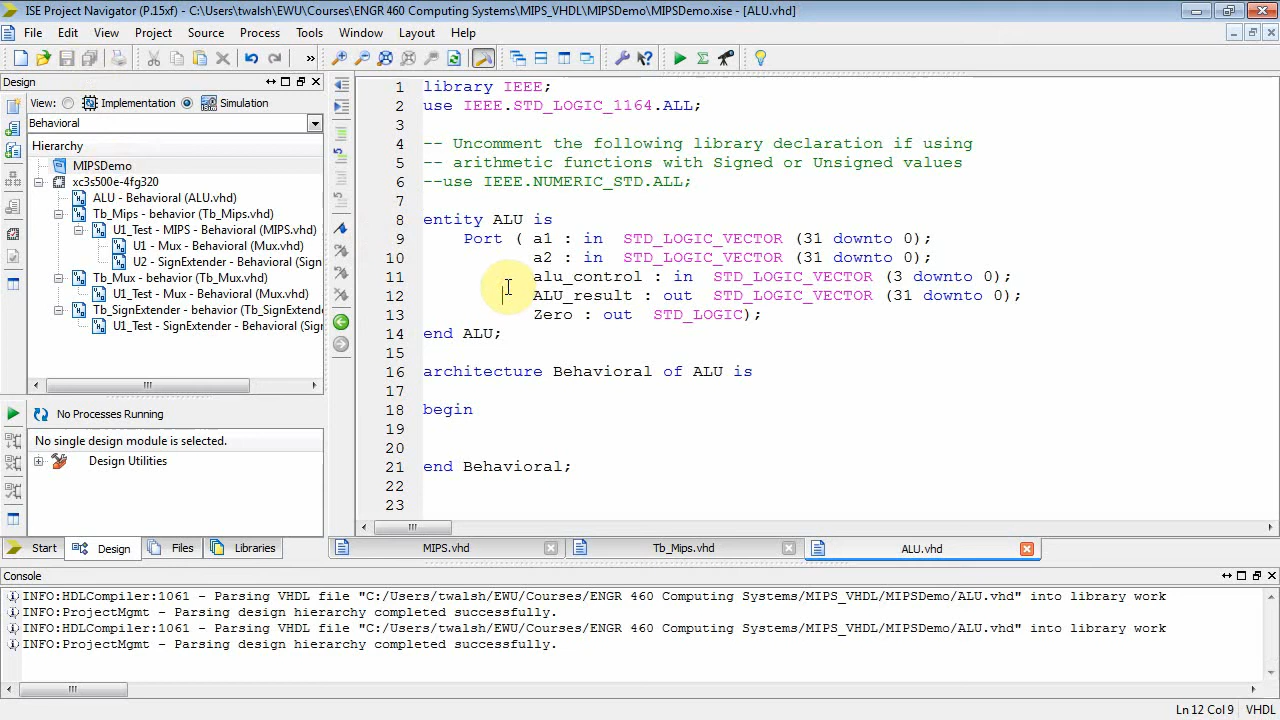 ISE Project Navigator (P.15xf) - C:\Users\twalsh\EWU\Courses\ENGR 460 Computing Systems\MIPS_VHDL\MIPSDemo\MIPSDemo.xise - [ALU.vhd]
File Edit View Project Source Process Tools Window Layout Help
»
Design
View: Implementation Simulation
Behavioral
Hierarchy
MIPSDemo
xc3s500e-4fg320
ALU - Behavioral (ALU.vhd)
Tb_Mips - behavior (Tb_Mips.vhd)
U1_Test - MIPS - Behavioral (MIPS.vhd)
U1 - Mux - Behavioral (Mux.vhd)
U2 - SignExtender - Behavioral (Sign
Tb_Mux - behavior (Tb_Mux.vhd)
U1_Test - Mux - Behavioral (Mux.vhd)
Tb_SignExtender - behavior (Tb_SignExtende
U1_Test - SignExtender - Behavioral (Sign
No Processes Running
No single design module is selected.
Design Utilities
Start Design Files Libraries
1 library IEEE;
2 use IEEE.STD_LOGIC_1164.ALL;
3
4 -- Uncomment the following library declaration if using
5 -- arithmetic functions with Signed or Unsigned values
6 --use IEEE.NUMERIC_STD.ALL;
7
8 entity ALU is
9 Port ( a1 : in STD_LOGIC_VECTOR (31 downto 0);
10 a2 : in STD_LOGIC_VECTOR (31 downto 0);
11 alu_control : in STD_LOGIC_VECTOR (3 downto 0);
12 ALU_result : out STD_LOGIC_VECTOR (31 downto 0);
13 Zero : out STD_LOGIC);
14 end ALU;
15
16 architecture Behavioral of ALU is
17
18 begin
19
20
21 end Behavioral;
22
23
MIPS.vhd Tb_Mips.vhd ALU.vhd
Console
INFO:HDLCompiler:1061 - Parsing VHDL file "C:/Users/twalsh/EWU/Courses/ENGR 460 Computing Systems/MIPS_VHDL/MIPSDemo/ALU.vhd" into library work
INFO:ProjectMgmt - Parsing design hierarchy completed successfully.
INFO:HDLCompiler:1061 - Parsing VHDL file "C:/Users/twalsh/EWU/Courses/ENGR 460 Computing Systems/MIPS_VHDL/MIPSDemo/ALU.vhd" into library work
INFO:ProjectMgmt - Parsing design hierarchy completed successfully.
Ln 12 Col 9 VHDL